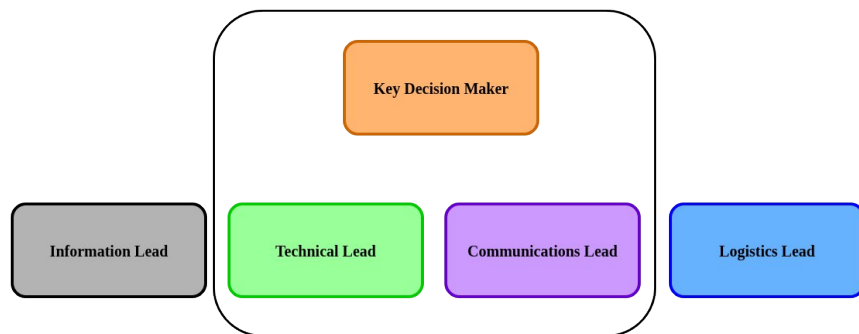 Key Decision Maker
Information Lead
Technical Lead
Communications Lead
Logistics Lead